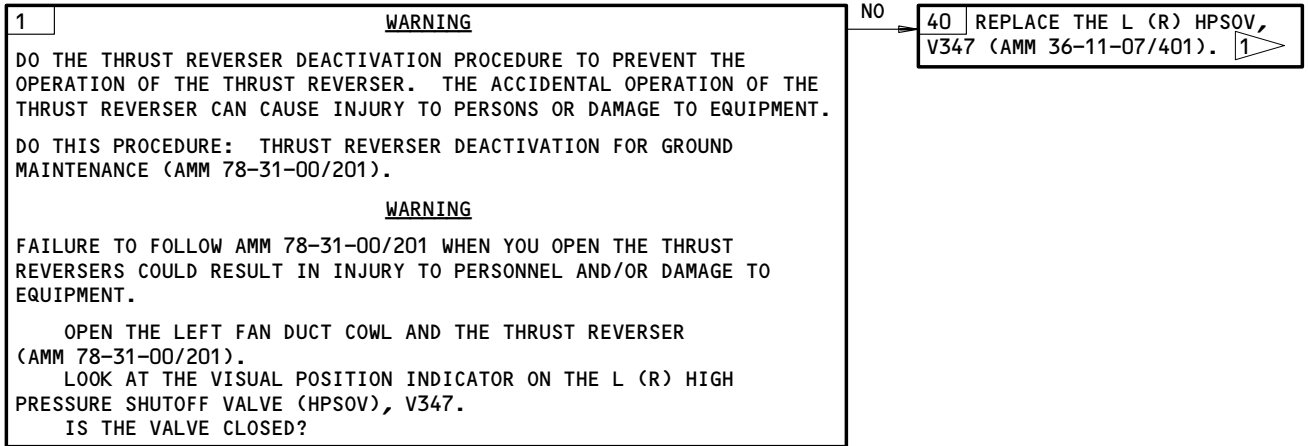 1
WARNING
DO THE THRUST REVERSER DEACTIVATION PROCEDURE TO PREVENT THE
OPERATION OF THE THRUST REVERSER.  THE ACCIDENTAL OPERATION OF THE
THRUST REVERSER CAN CAUSE INJURY TO PERSONS OR DAMAGE TO EQUIPMENT.
DO THIS PROCEDURE:  THRUST REVERSER DEACTIVATION FOR GROUND
MAINTENANCE (AMM 78-31-00/201).
WARNING
FAILURE TO FOLLOW AMM 78-31-00/201 WHEN YOU OPEN THE THRUST
REVERSERS COULD RESULT IN INJURY TO PERSONNEL AND/OR DAMAGE TO
EQUIPMENT.
OPEN THE LEFT FAN DUCT COWL AND THE THRUST REVERSER
(AMM 78-31-00/201).
LOOK AT THE VISUAL POSITION INDICATOR ON THE L (R) HIGH
PRESSURE SHUTOFF VALVE (HPSOV), V347.
IS THE VALVE CLOSED?
NO
40 REPLACE THE L (R) HPSOV,
V347 (AMM 36-11-07/401). 1